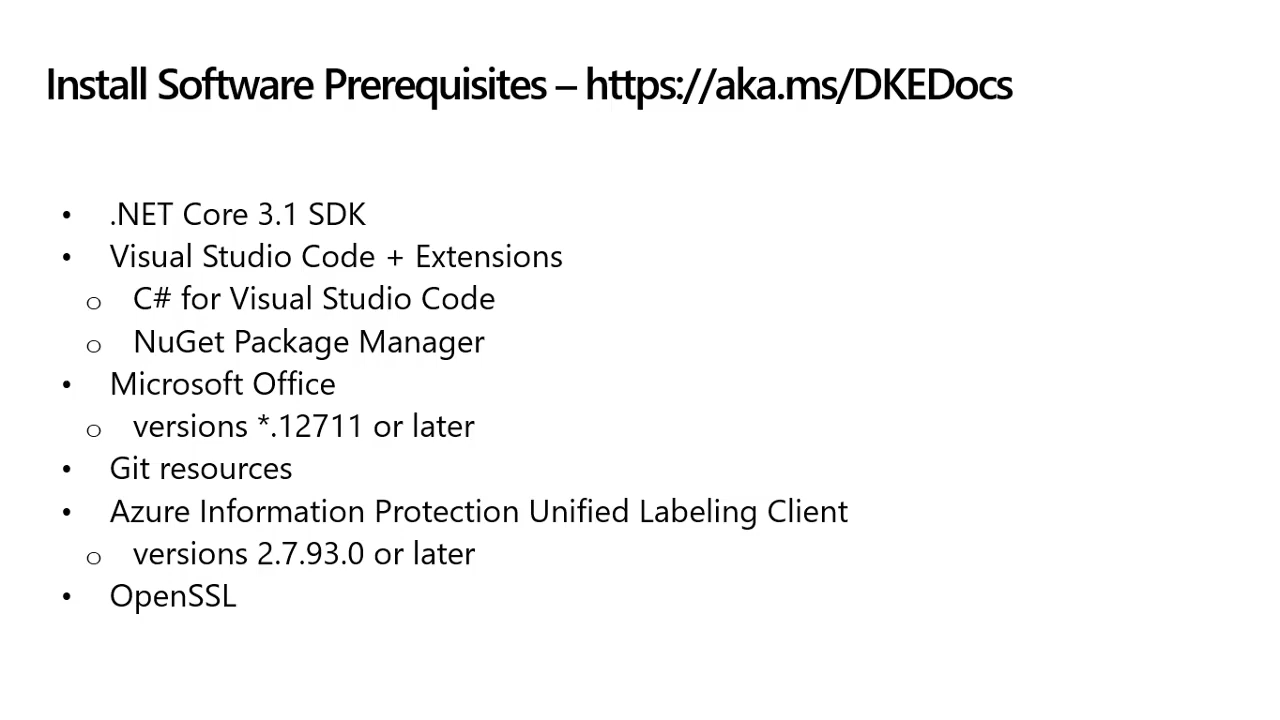 Install Software Prerequisites – https://aka.ms/DKEDocs
• .NET Core 3.1 SDK
• Visual Studio Code + Extensions
o C# for Visual Studio Code
o NuGet Package Manager
• Microsoft Office
o versions *.12711 or later
• Git resources
• Azure Information Protection Unified Labeling Client
o versions 2.7.93.0 or later
• OpenSSL